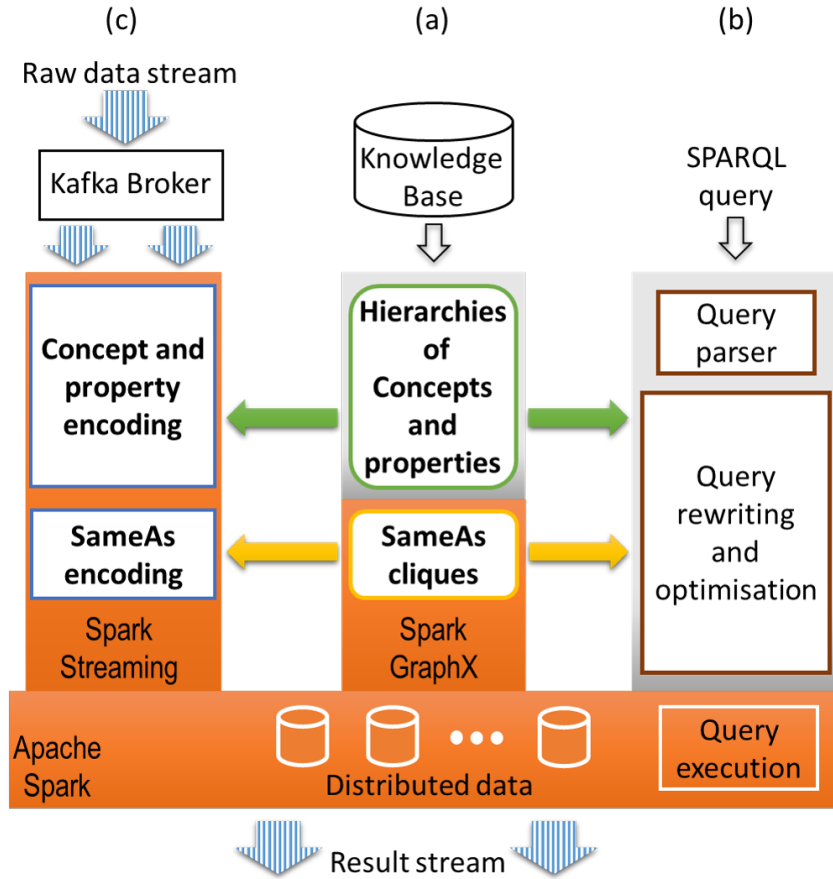 (c)
(a)
(b)
Raw data stream
Kafka Broker
Knowledge
Base
SPARQL
query
Concept and
property
encoding
Hierarchies
of
Concepts
and
properties
Query
parser
Query
rewriting
and
optimisation
SameAs
encoding
SameAs
cliques
Spark
Streaming
Spark
GraphX
Apache
Spark
Distributed data
Query
execution
Result stream